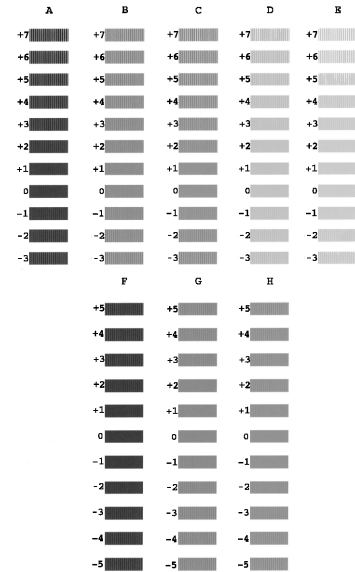 A B C D E
+7 +7 +7 +7 +7
+6 +6 +6 +6 +6
+5 +5 +5 +5 +5
+4 +4 +4 +4 +4
+3 +3 +3 +3 +3
+2 +2 +2 +2 +2
+1 +1 +1 +1 +1
0 0 0 0 0
-1 -1 -1 -1 -1
-2 -2 -2 -2 -2
-3 -3 -3 -3 -3
F G H
+5 +5 +5
+4 +4 +4
+3 +3 +3
+2 +2 +2
+1 +1 +1
0 0 0
-1 -1 -1
-2 -2 -2
-3 -3 -3
-4 -4 -4
-5 -5 -5